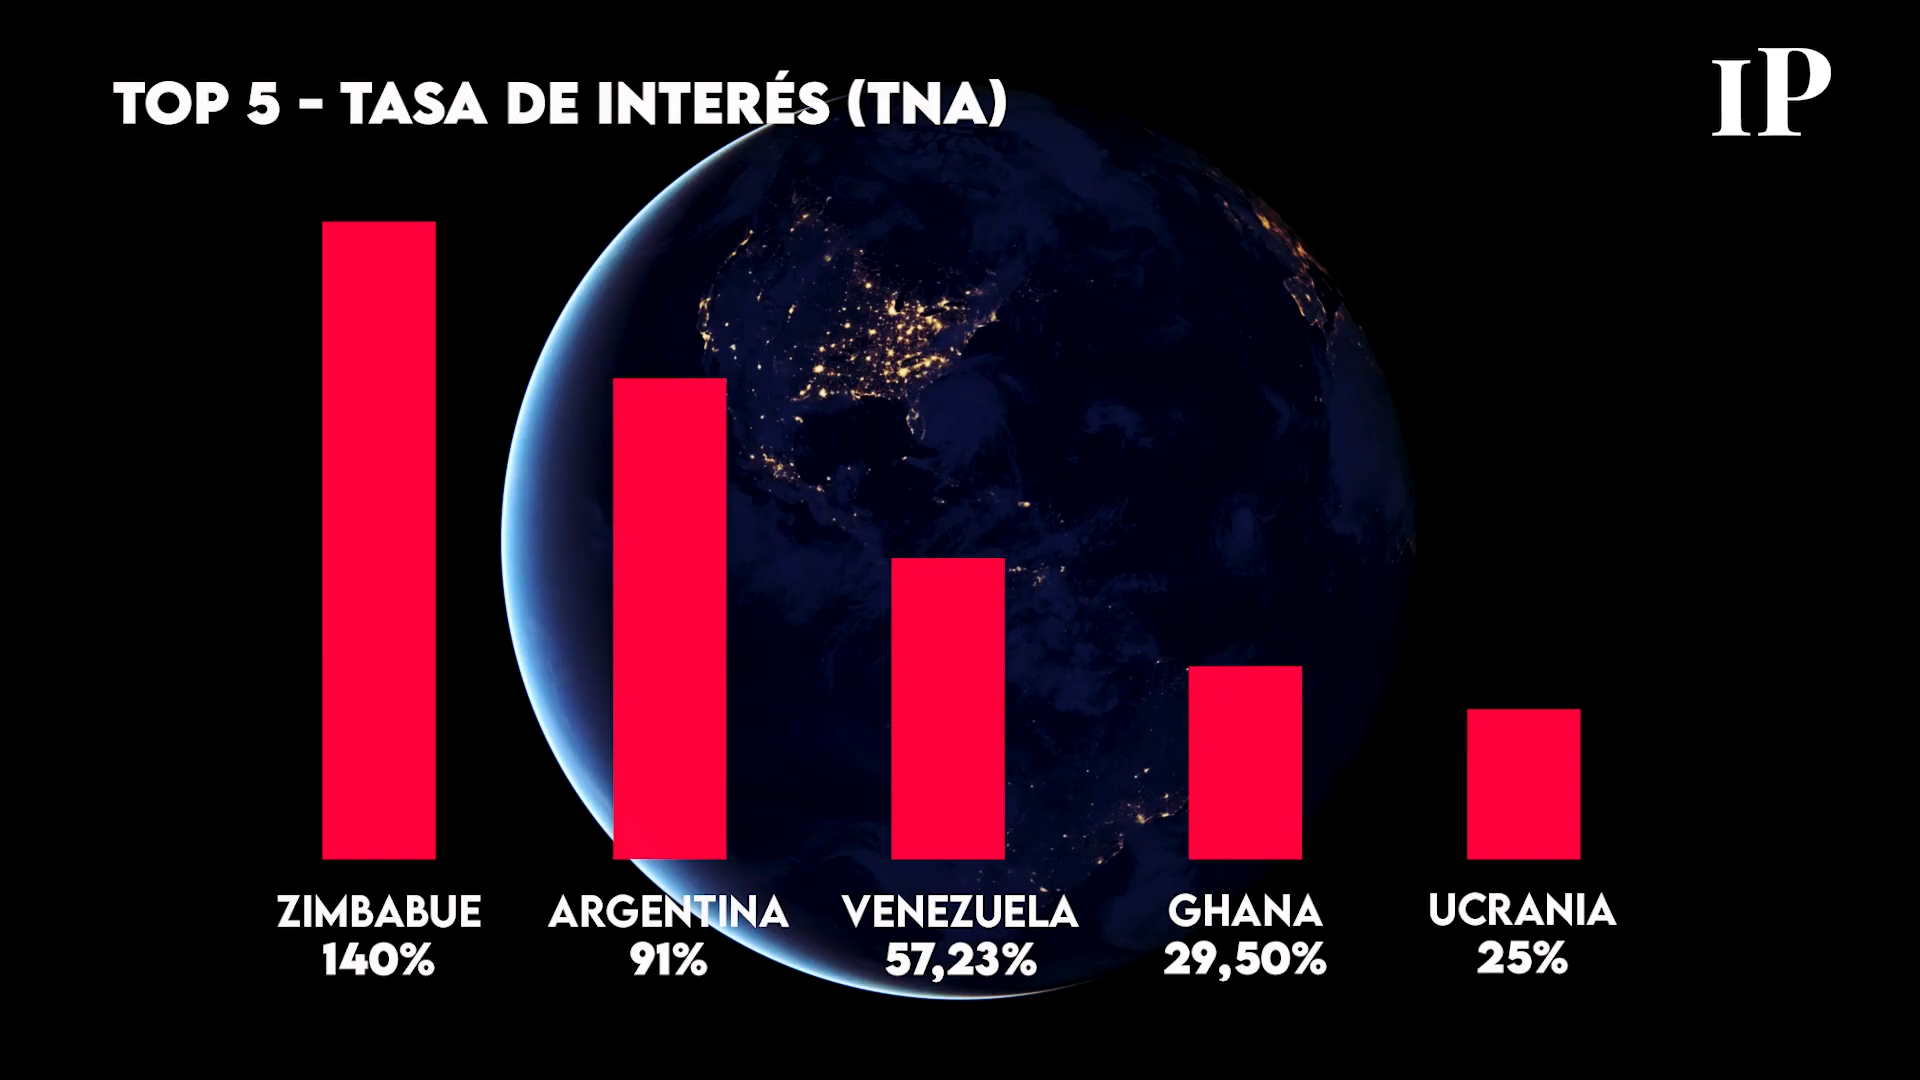 TOP 5 - TASA DE INTERÉS (TNA)
IP
ZIMBABUE
140%
ARGENTINA
91%
VENEZUELA
57,23%
GHANA
29,50%
UCRANIA
25%